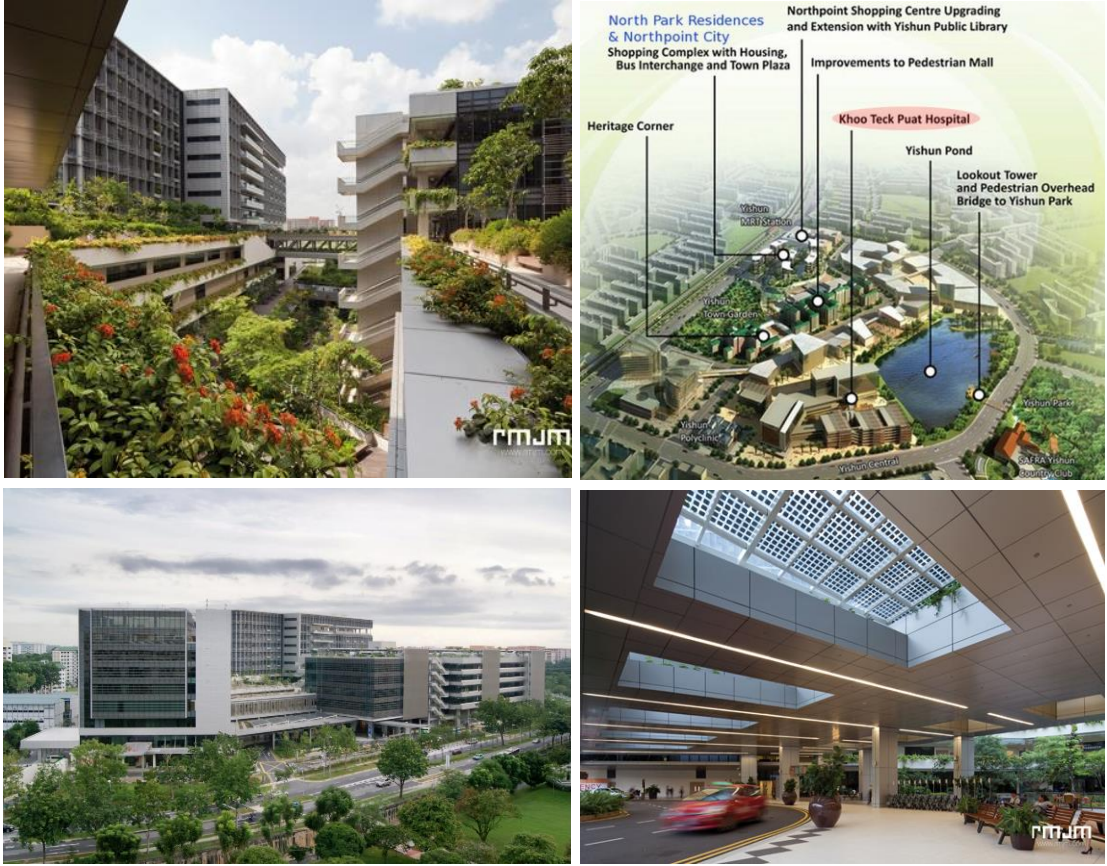 rmjm
www.rmjm.com
North Park Residences
& Northpoint City
Shopping Complex with Housing,
Bus Interchange and Town Plaza
Northpoint Shopping Centre Upgrading
and Extension with Yishun Public Library
Improvements to Pedestrian Mall
Heritage Corner
Khoo Teck Puat Hospital
Yishun Pond
Lookout Tower
and Pedestrian Overhead
Bridge to Yishun Park
Yishun
MRT Station
Yishun
Town Garden
Yishun
Polyclinic
Yishun Central
Yishun Park
SAFRA Yishun
Country Club
rmjm